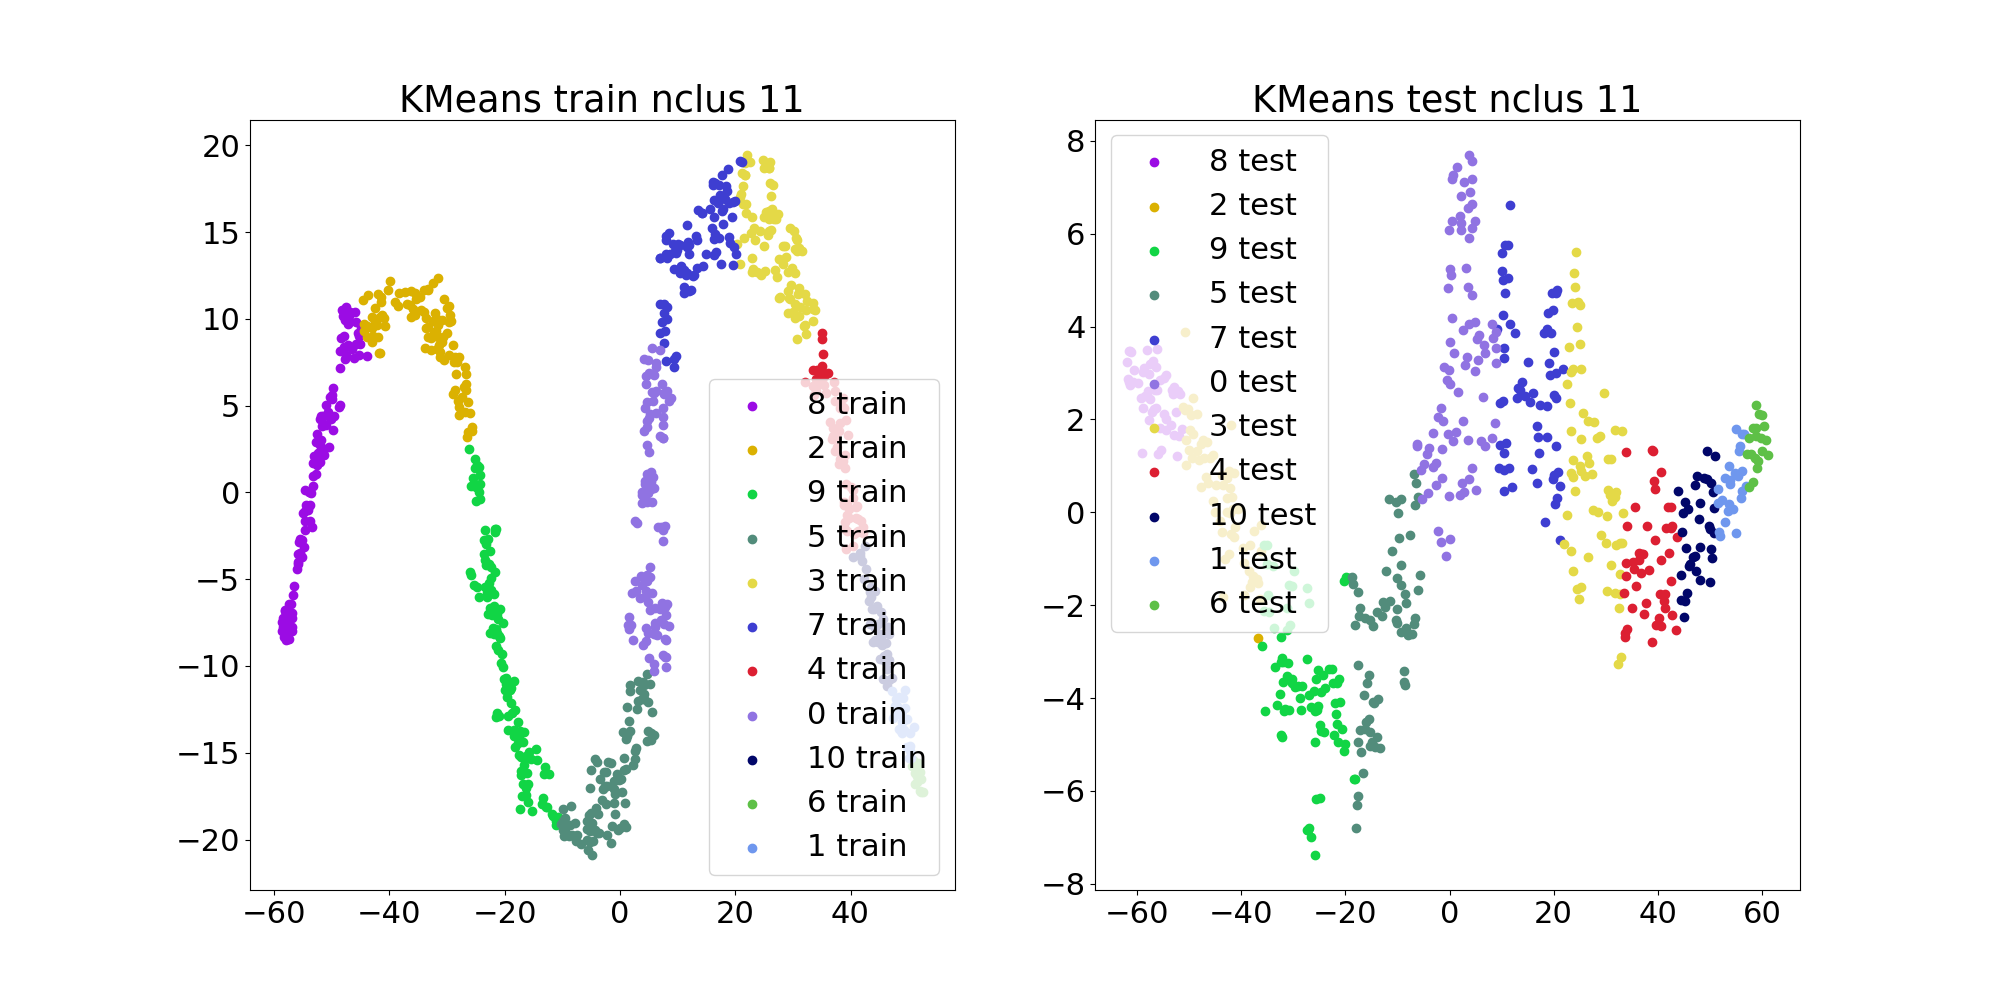 KMeans train nclus 11
20
15
10
5
0
−5
−10
−15
−20
−60 −40 −20 0 20 40
8 train
2 train
9 train
5 train
3 train
7 train
4 train
0 train
10 train
6 train
1 train
KMeans test nclus 11
8
6
4
2
0
−2
−4
−6
−8
−60 −40 −20 0 20 40 60
8 test
2 test
9 test
5 test
7 test
0 test
3 test
4 test
10 test
1 test
6 test